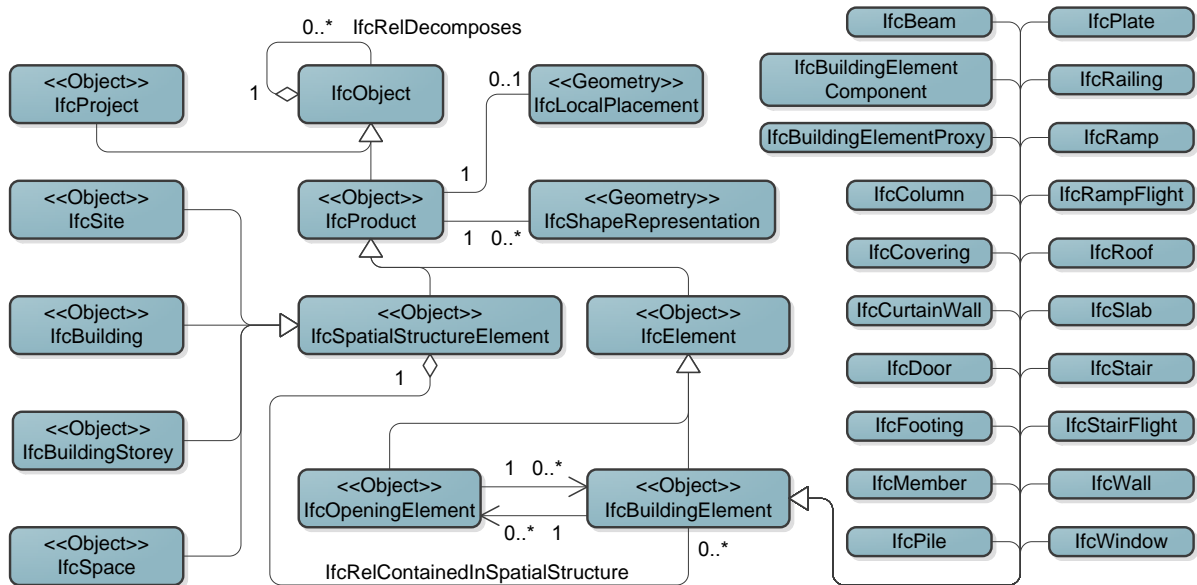 0..* IfcRelDecomposes
1
<<Object>>
IfcProject
IfcObject
0..1
<<Geometry>>
IfcLocalPlacement
1
<<Object>>
IfcSite
<<Object>>
IfcProduct
<<Geometry>>
IfcShapeRepresentation
1 0..*
<<Object>>
IfcBuilding
<<Object>>
IfcSpatialStructureElement
<<Object>>
IfcElement
1
<<Object>>
IfcBuildingStorey
<<Object>>
IfcOpeningElement
1 0..*
0..* 1
<<Object>>
IfcBuildingElement
0..*
<<Object>>
IfcSpace
IfcRelContainedInSpatialStructure
IfcBeam
IfcPlate
IfcBuildingElement
Component
IfcRailing
IfcBuildingElementProxy
IfcRamp
IfcColumn
IfcRampFlight
IfcCovering
IfcRoof
IfcCurtainWall
IfcSlab
IfcDoor
IfcStair
IfcFooting
IfcStairFlight
IfcMember
IfcWall
IfcPile
IfcWindow